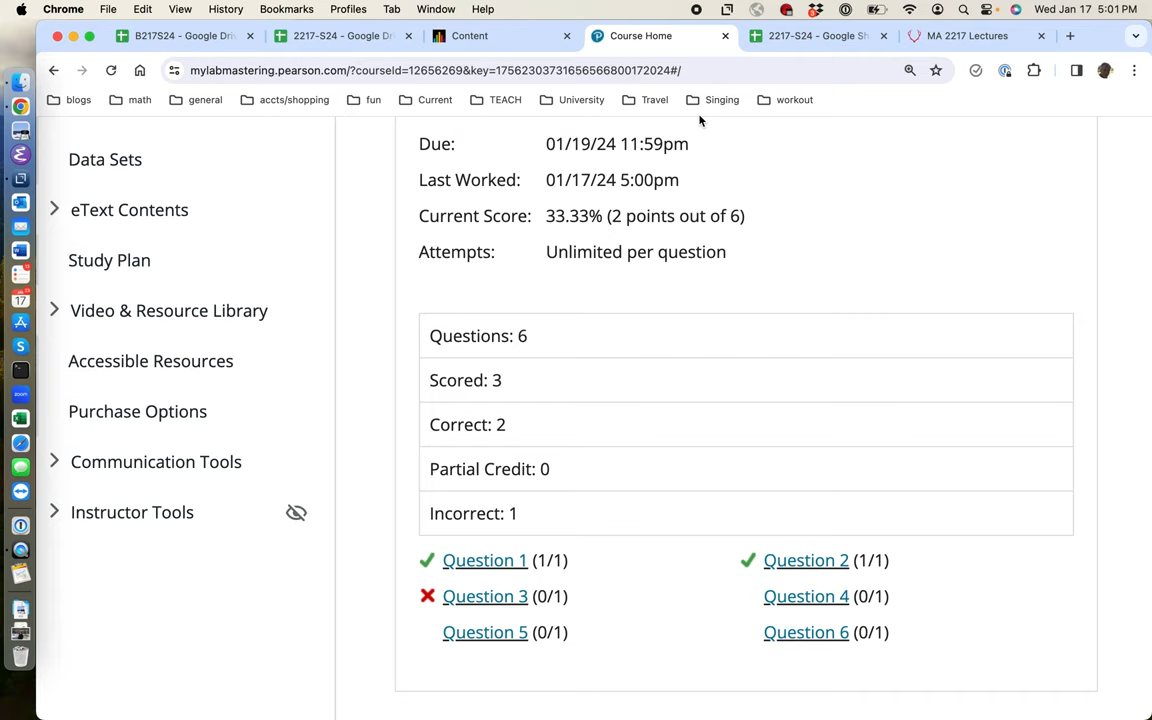 Chrome File Edit View History Bookmarks Profiles Tab Window Help Wed Jan 17 5:01 PM
B217S24 - Google Dri 2217-S24 - Google D Content Course Home 2217-S24 - Google Sh MA 2217 Lectures
mylabmastering.pearson.com/?courseId=12656269&key=17562303731656566800172024#/
blogs math general accts/shopping fun Current TEACH University Travel Singing workout
Data Sets
eText Contents
Study Plan
Video & Resource Library
Accessible Resources
Purchase Options
Communication Tools
Instructor Tools
Due: 01/19/24 11:59pm
Last Worked: 01/17/24 5:00pm
Current Score: 33.33% (2 points out of 6)
Attempts: Unlimited per question
Questions: 6
Scored: 3
Correct: 2
Partial Credit: 0
Incorrect: 1
Question 1 (1/1) Question 2 (1/1)
Question 3 (0/1) Question 4 (0/1)
Question 5 (0/1) Question 6 (0/1)
17
zoom